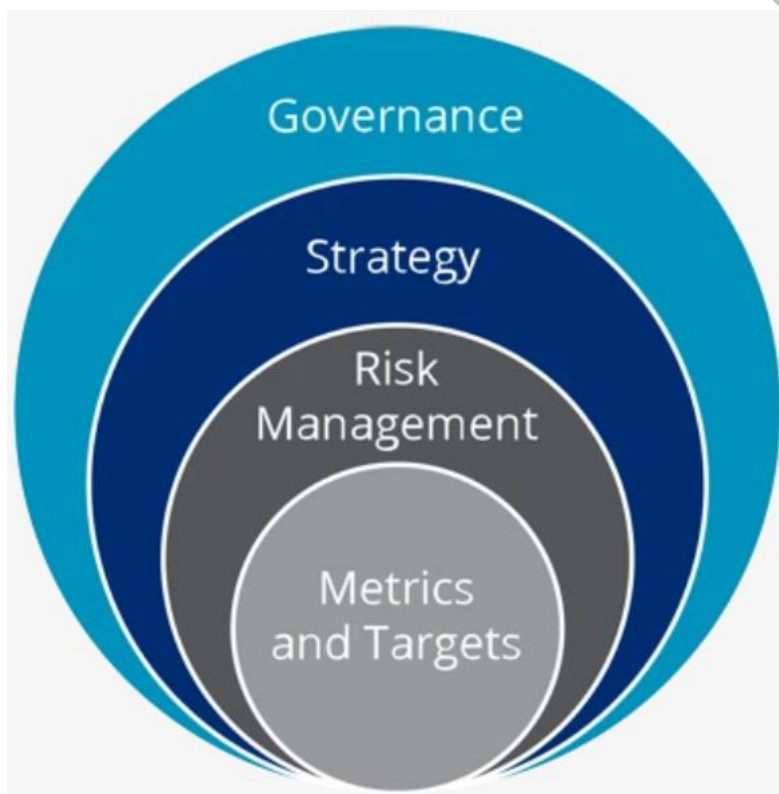 Governance
Strategy
Risk
Management
Metrics
and Targets